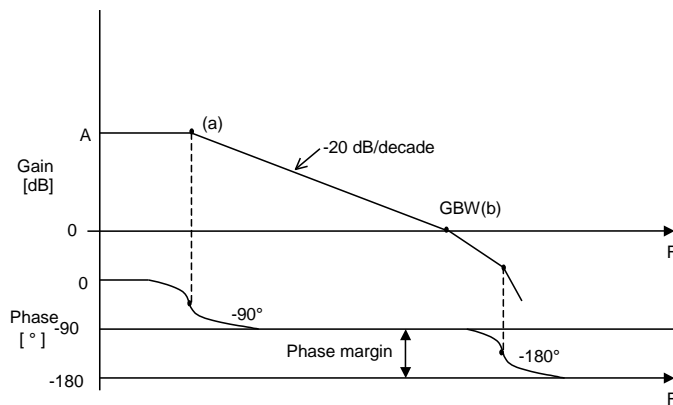 A
(a)
-20 dB/decade
Gain
[dB]
GBW(b)
0
F
0
Phase
[ ° ]
-90°
-90
Phase margin
-180°
-180
F